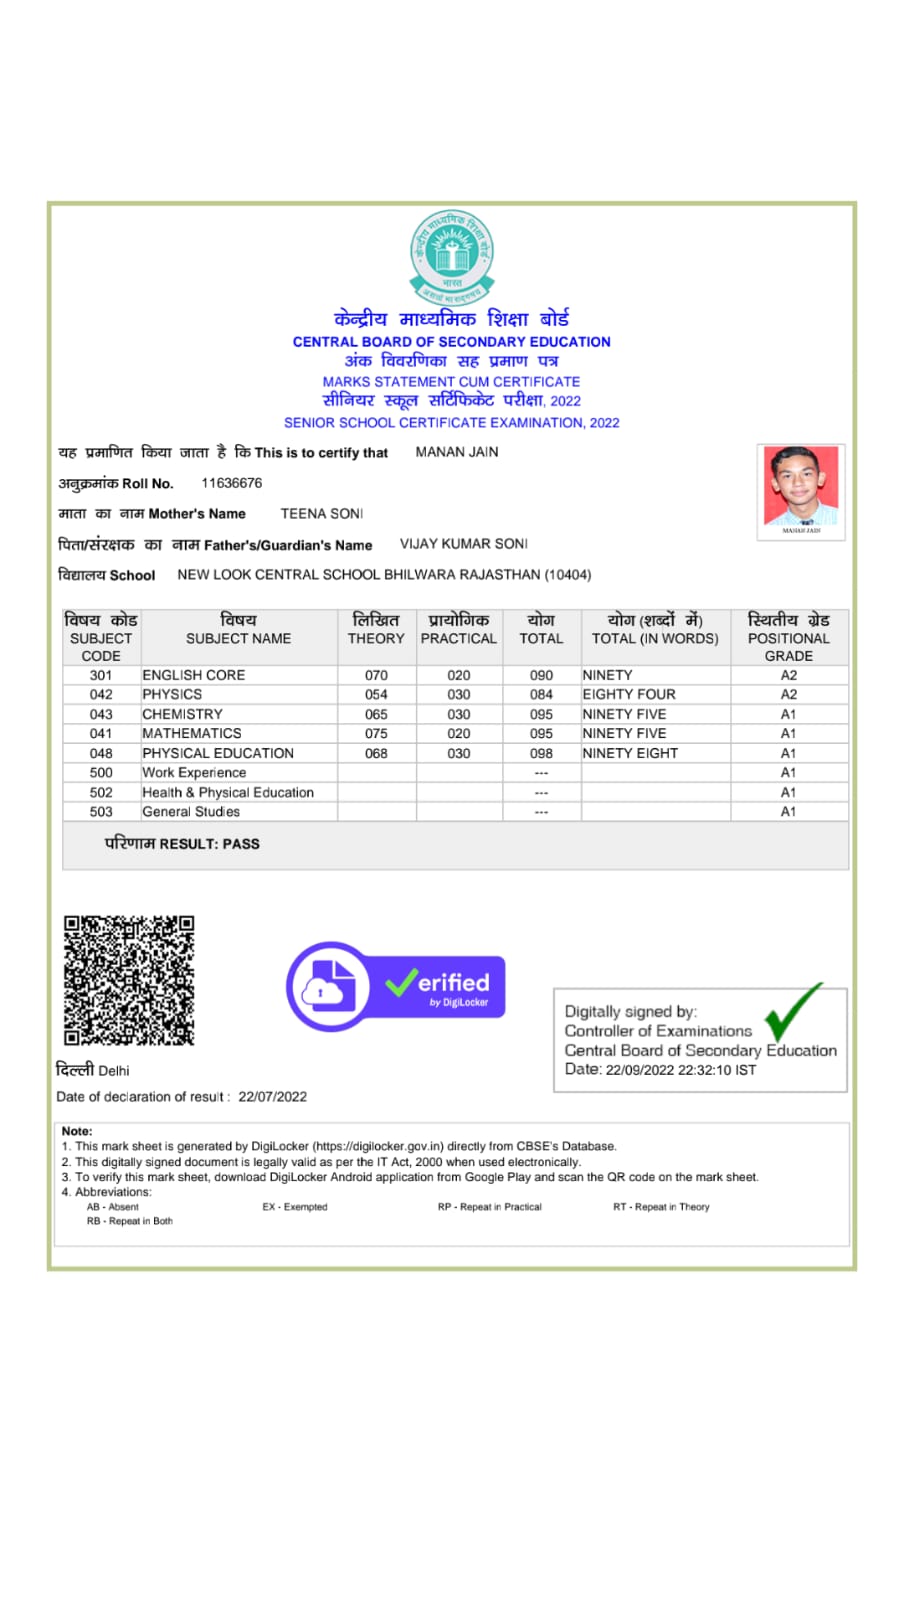 केन्द्रीय माध्यमिक शिक्षा बोर्ड
भारत
असतो मा सद्गमय
केन्द्रीय माध्यमिक शिक्षा बोर्ड
CENTRAL BOARD OF SECONDARY EDUCATION
अंक विवरणिका सह प्रमाण पत्र
MARKS STATEMENT CUM CERTIFICATE
सीनियर स्कूल सर्टिफिकेट परीक्षा, 2022
SENIOR SCHOOL CERTIFICATE EXAMINATION, 2022
यह प्रमाणित किया जाता है कि This is to certify that MANAN JAIN
अनुक्रमांक Roll No. 11636676
माता का नाम Mother's Name TEENA SONI
पिता/संरक्षक का नाम Father's/Guardian's Name VIJAY KUMAR SONI
विद्यालय School NEW LOOK CENTRAL SCHOOL BHILWARA RAJASTHAN (10404)
MANAN JAIN
विषय कोड विषय लिखित प्रायोगिक योग योग (शब्दों में) स्थितीय ग्रेड
SUBJECT CODE SUBJECT NAME THEORY PRACTICAL TOTAL TOTAL (IN WORDS) POSITIONAL GRADE
301 ENGLISH CORE 070 020 090 NINETY A2
042 PHYSICS 054 030 084 EIGHTY FOUR A2
043 CHEMISTRY 065 030 095 NINETY FIVE A1
041 MATHEMATICS 075 020 095 NINETY FIVE A1
048 PHYSICAL EDUCATION 068 030 098 NINETY EIGHT A1
500 Work Experience --- A1
502 Health & Physical Education --- A1
503 General Studies --- A1
परिणाम RESULT: PASS
erified
by DigiLocker
Digitally signed by:
Controller of Examinations
Central Board of Secondary Education
Date: 22/09/2022 22:32:10 IST
दिल्ली Delhi
Date of declaration of result : 22/07/2022
Note:
1. This mark sheet is generated by DigiLocker (https://digilocker.gov.in) directly from CBSE's Database.
2. This digitally signed document is legally valid as per the IT Act, 2000 when used electronically.
3. To verify this mark sheet, download DigiLocker Android application from Google Play and scan the QR code on the mark sheet.
4. Abbreviations:
AB - Absent EX - Exempted RP - Repeat in Practical RT - Repeat in Theory
RB - Repeat in Both